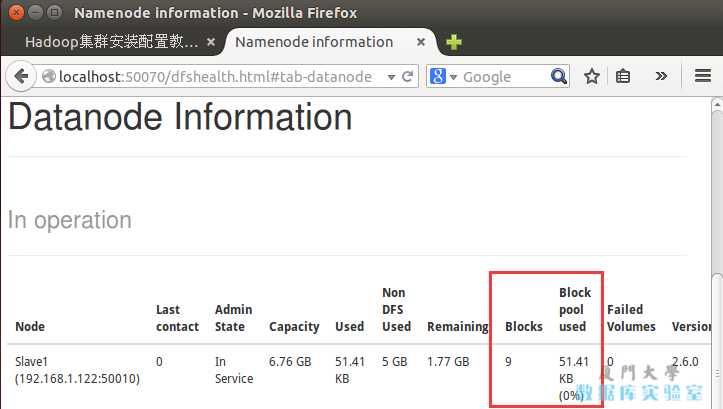 Namenode information - Mozilla Firefox
Hadoop集群安装配置教...
Namenode information
localhost:50070/dfshealth.html#tab-datanode
Google
Datanode Information
In operation
Node Last contact Admin State Capacity Used Non DFS Used Remaining Blocks Block pool used Failed Volumes Version
Slave1 (192.168.1.122:50010) 0 In Service 6.76 GB 51.41 KB 5 GB 1.77 GB 9 51.41 KB (0%) 0 2.6.0
厦門大學
数据库实验室